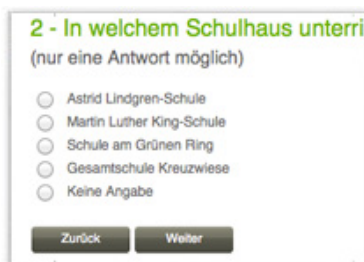 2 - In welchem Schulhaus unterri
(nur eine Antwort möglich)
Astrid Lindgren-Schule
Martin Luther King-Schule
Schule am Grünen Ring
Gesamtschule Kreuzwiese
Keine Angabe
Zurück Weiter